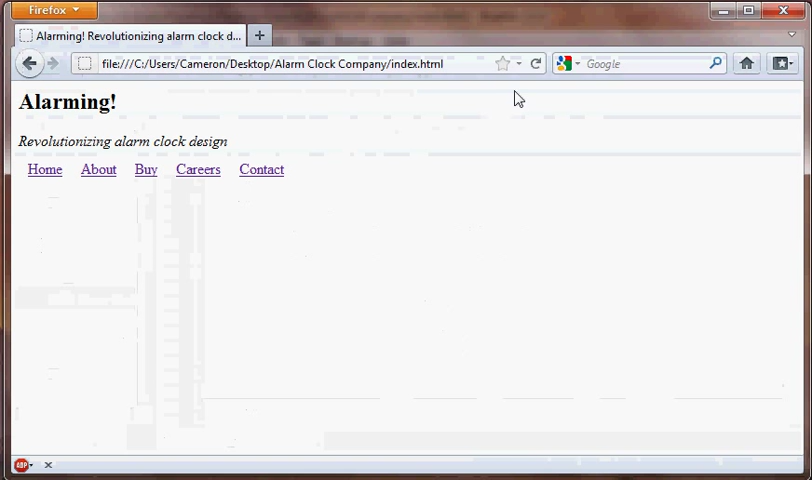 Firefox
Alarming! Revolutionizing alarm clock d...
file:///C:/Users/Cameron/Desktop/Alarm Clock Company/index.html
Google
Alarming!
Revolutionizing alarm clock design
Home About Buy Careers Contact
ABP